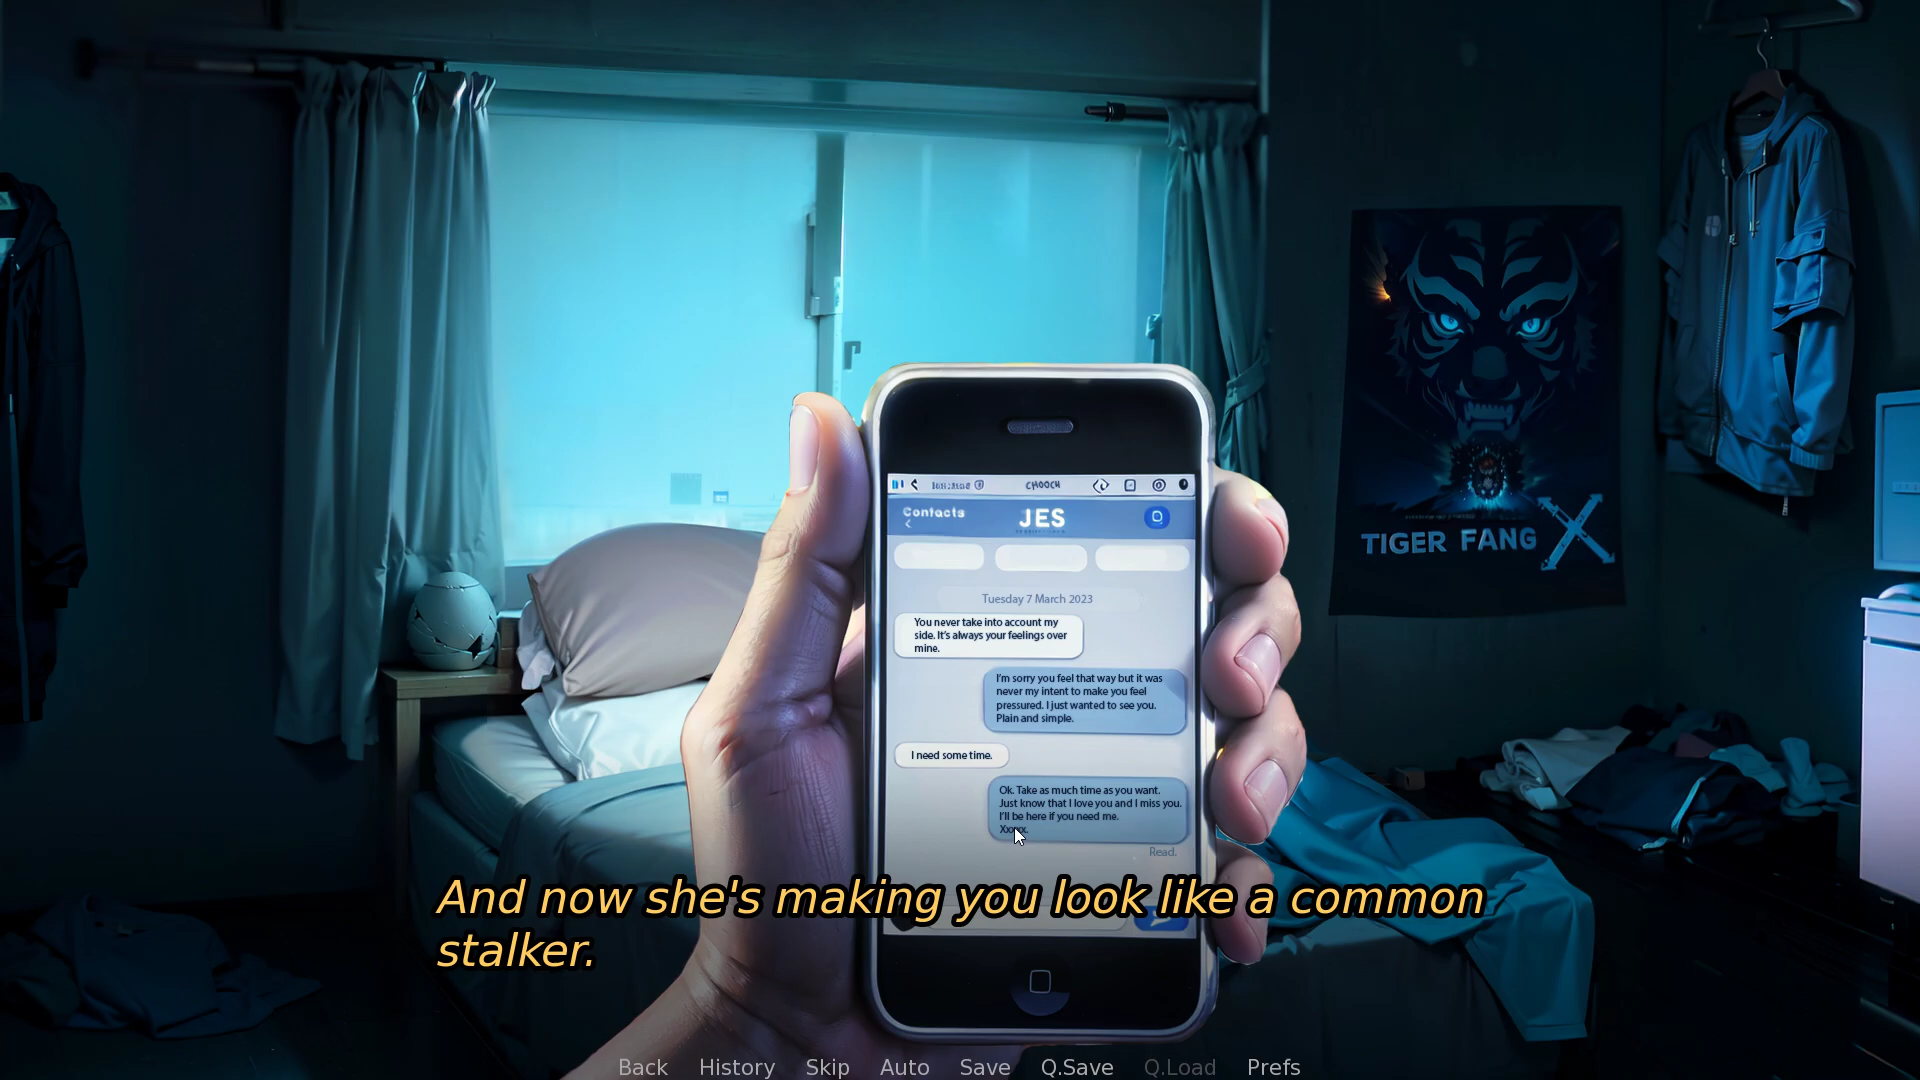 CHOOCH
Contacts
JES
Tuesday 7 March 2023
You never take into account my
side. It's always your feelings over
mine.
I'm sorry you feel that way but it was
never my intent to make you feel
pressured. I just wanted to see you.
Plain and simple.
I need some time.
Ok. Take as much time as you want.
Just know that I love you and I miss you.
I'll be here if you need me.
Read.
TIGER FANG
X
And now she's making you look like a common
stalker.
Back History Skip Auto Save Q.Save Q.Load Prefs